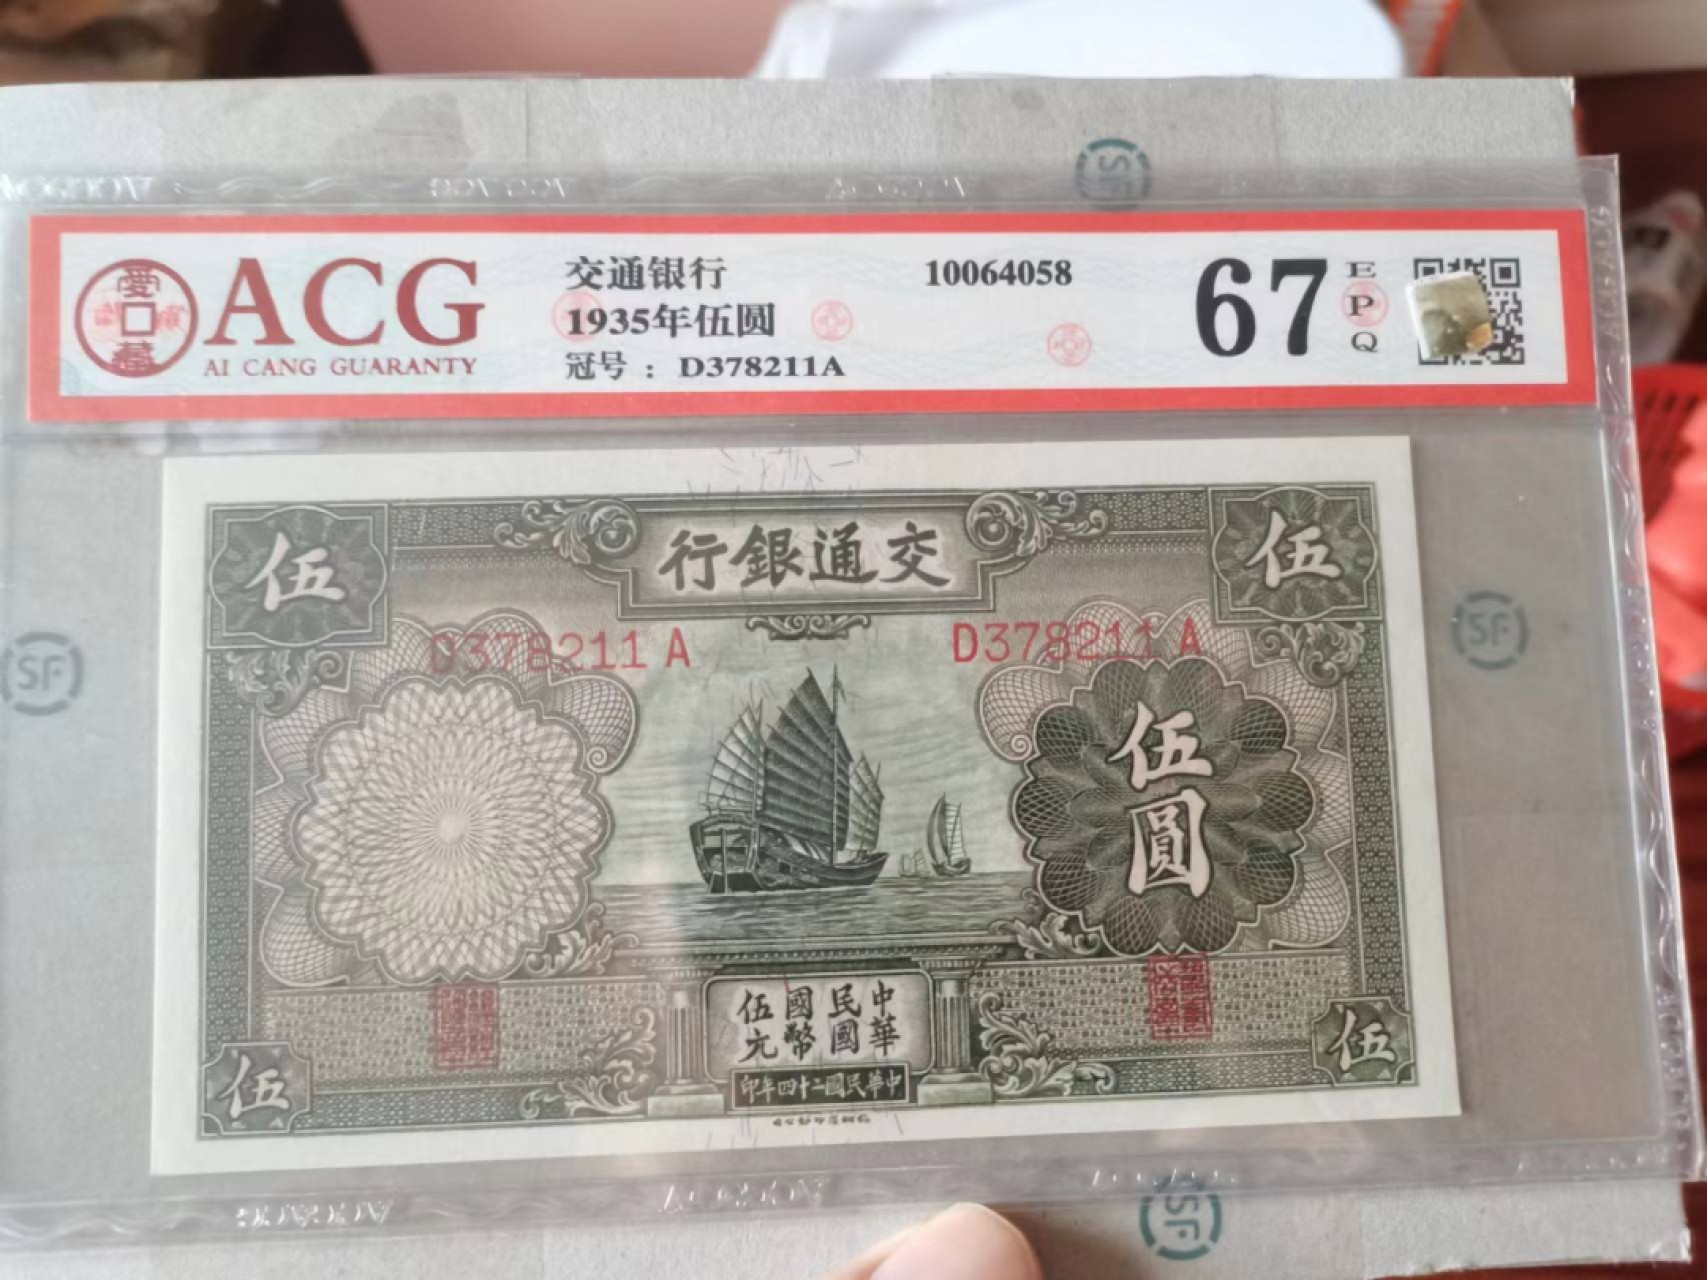 愛
藏
ACG
AI CANG GUARANTY
交通银行
1935年伍圆
冠号：D378211A
10064058
67
E
P
Q
SF
SF
SF
SF
伍
行銀通交
伍
D378211 A
D378211 A
伍
圓
中華
民國
國幣
伍元
印年四十二國民華中
伍
伍